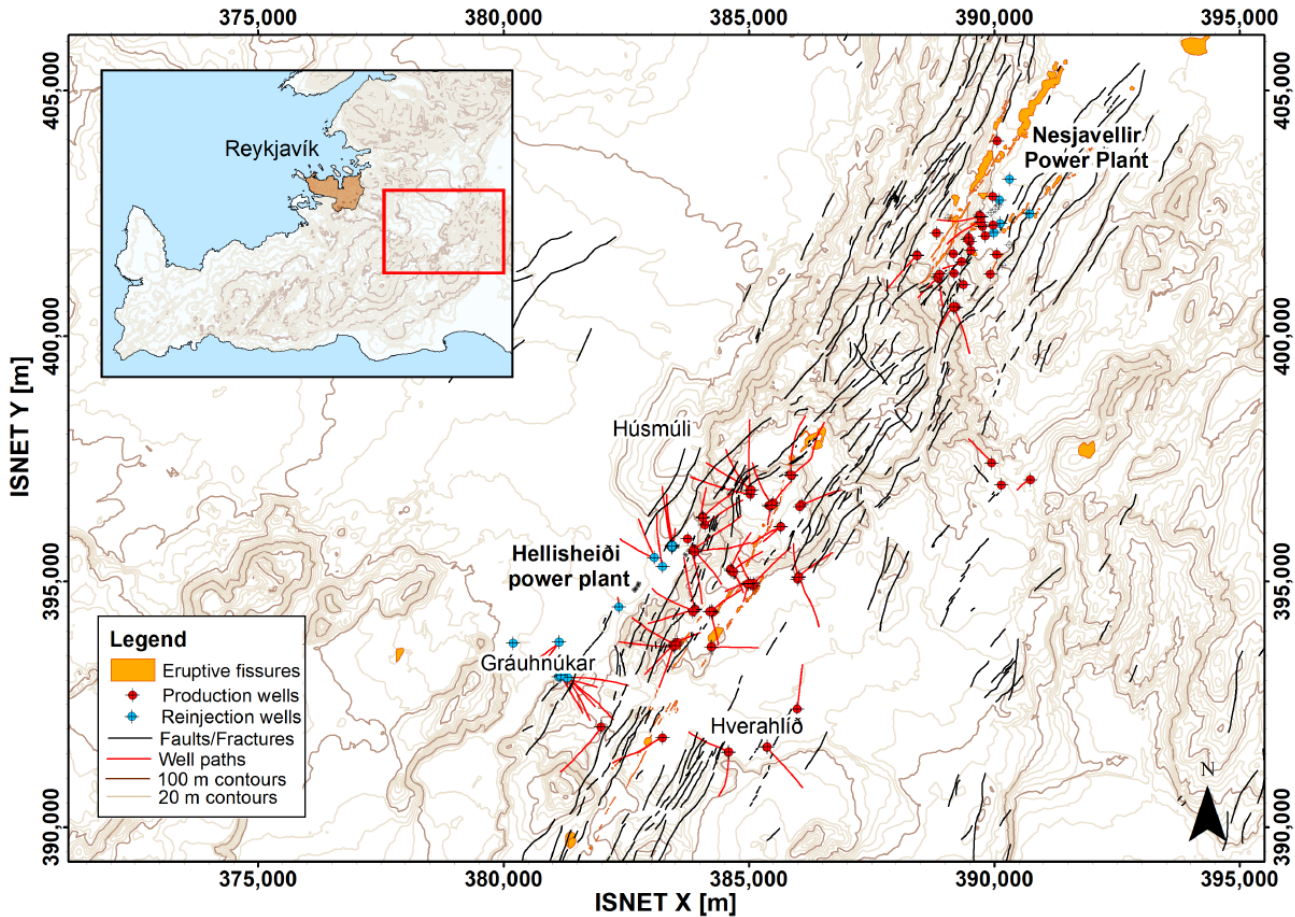 375,000 380,000 385,000 390,000 395,000
405,000
400,000
395,000
390,000
ISNET Y [m]
Reykjavík
Nesjavellir
Power Plant
405,000
400,000
395,000
390,000
Húsmúli
Hellisheiði
power plant
Gráuhnúkar
Hverahlíð
Legend
Eruptive fissures
Production wells
Reinjection wells
Faults/Fractures
Well paths
100 m contours
20 m contours
N
375,000 380,000 385,000 390,000 395,000
ISNET X [m]